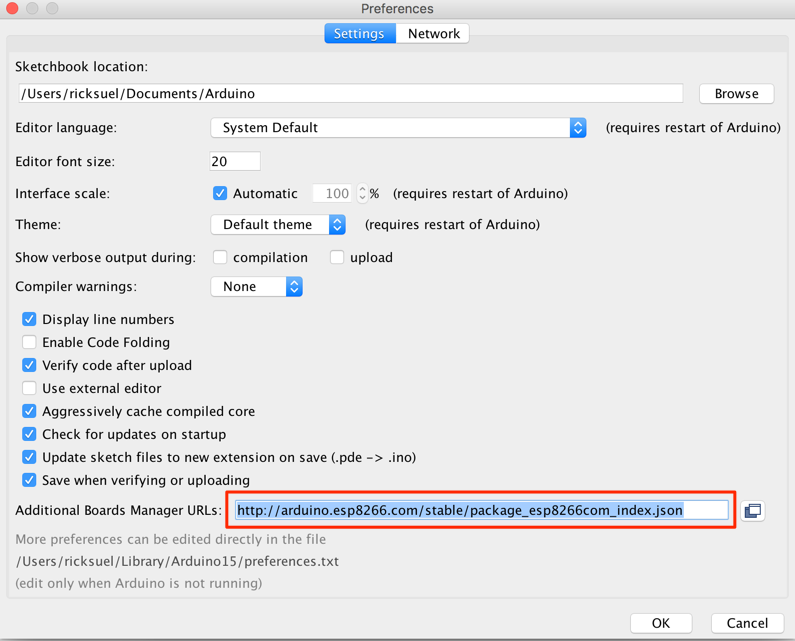 Preferences
Settings Network
Sketchbook location:
/Users/ricksuel/Documents/Arduino Browse
Editor language: System Default (requires restart of Arduino)
Editor font size: 20
Interface scale: Automatic 100 % (requires restart of Arduino)
Theme: Default theme (requires restart of Arduino)
Show verbose output during: compilation upload
Compiler warnings: None
Display line numbers
Enable Code Folding
Verify code after upload
Use external editor
Aggressively cache compiled core
Check for updates on startup
Update sketch files to new extension on save (.pde -> .ino)
Save when verifying or uploading
Additional Boards Manager URLs: http://arduino.esp8266.com/stable/package_esp8266com_index.json
More preferences can be edited directly in the file
/Users/ricksuel/Library/Arduino15/preferences.txt
(edit only when Arduino is not running)
OK Cancel